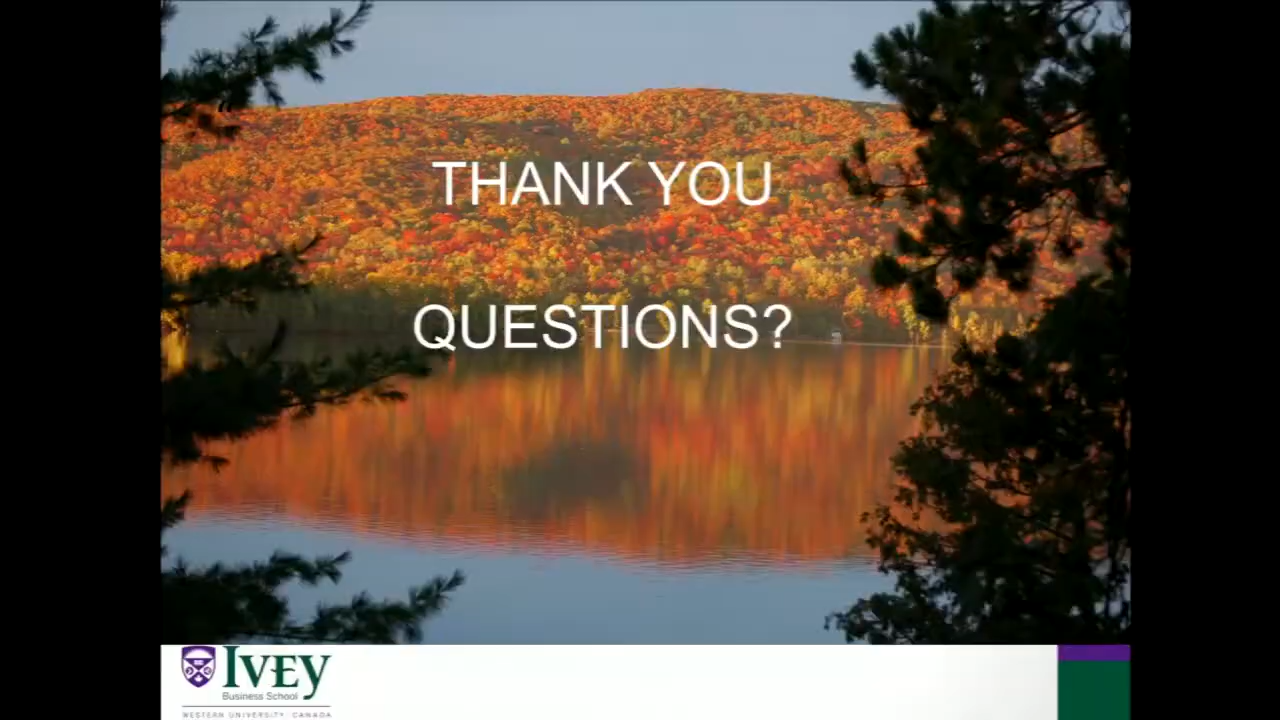 THANK YOU
QUESTIONS?
IVEY
Business School
WESTERN UNIVERSITY · CANADA